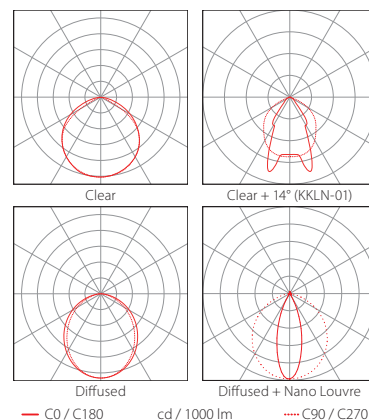 Clear
Clear + 14° (KKLN-01)
Diffused
Diffused + Nano Louvre
C0 / C180 cd / 1000 lm C90 / C270